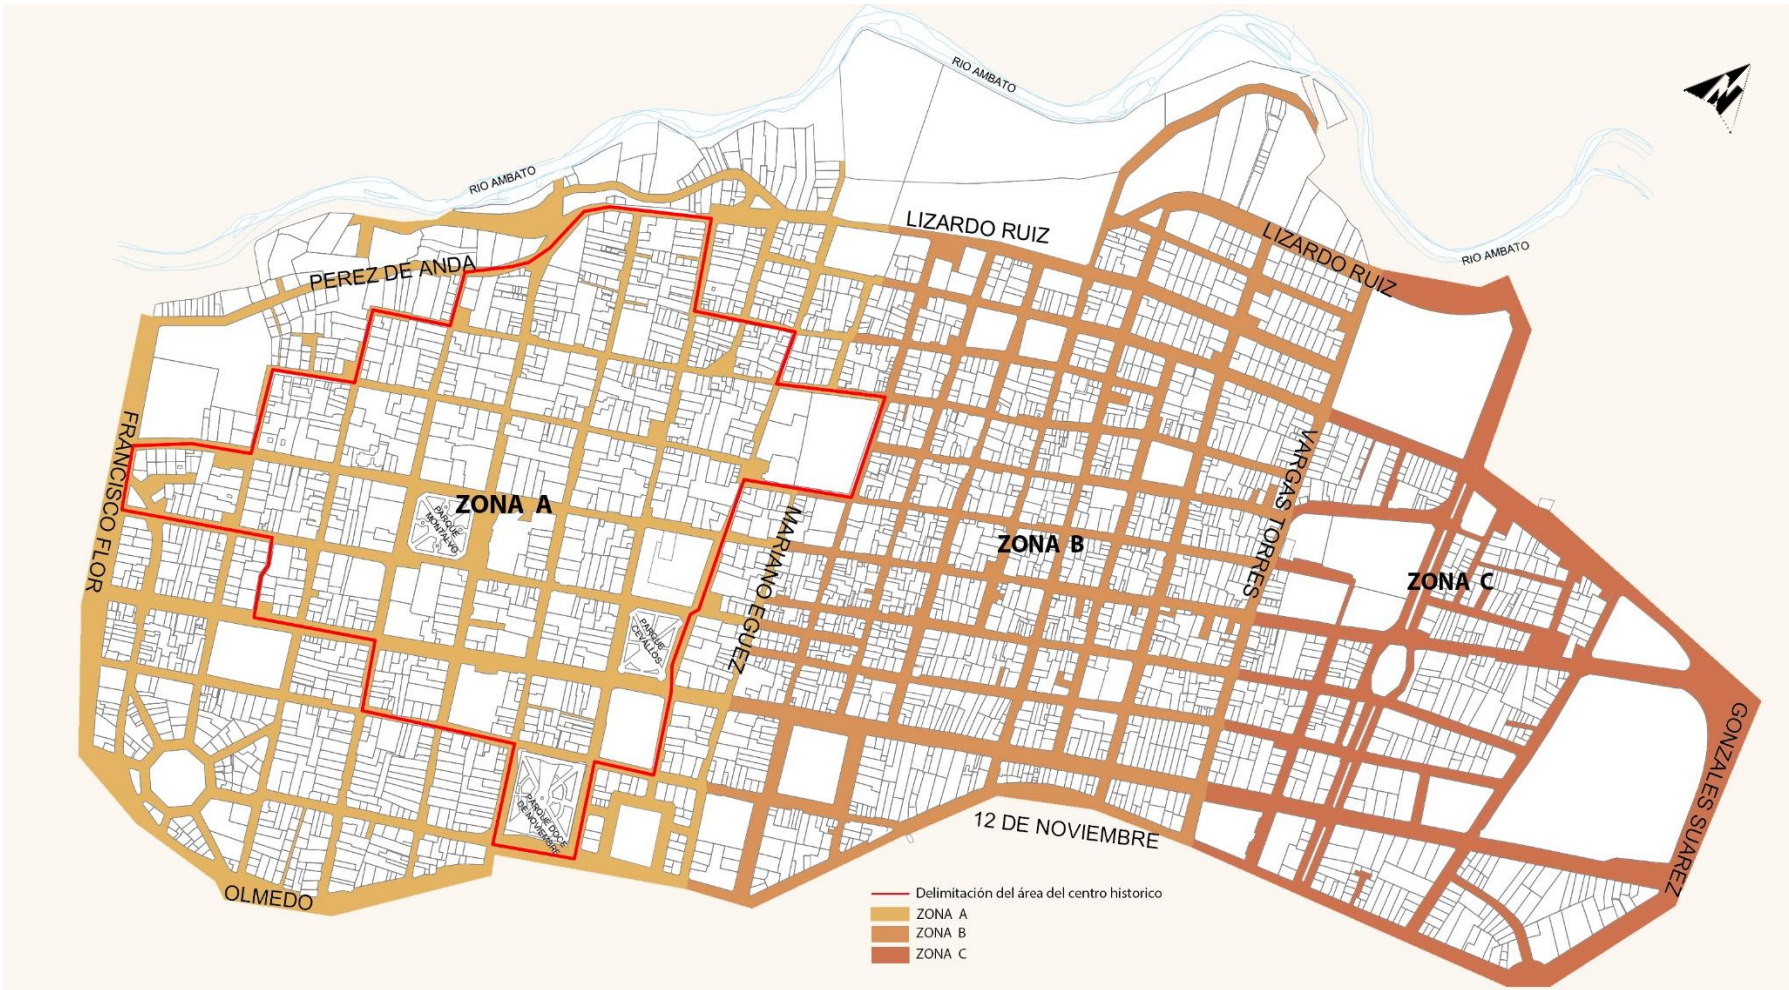 RIO AMBATO
RIO AMBATO
RIO AMBATO
N
LIZARDO RUIZ
LIZARDO RUIZ
PEREZ DE ANDA
FRANCISCO FLOR
ZONA A
PARQUE
MONTALVO
PARQUE
CEVALLOS
MARIANO EGUEZ
ZONA B
VARGAS TORRES
ZONA C
GONZALES SUAREZ
PARQUE DOCE
DE NOVIEMBRE
12 DE NOVIEMBRE
OLMEDO
Delimitación del área del centro historico
ZONA A
ZONA B
ZONA C